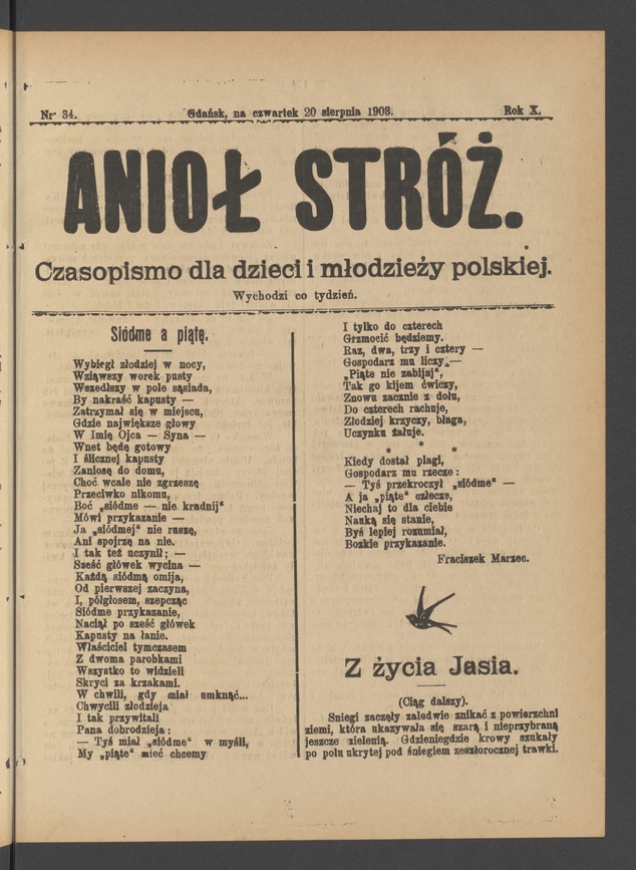 Nr 34.
Gdańsk, na czwartek 20 sierpnia 1908.
Rok X.
ANIOŁ STRÓŻ.
Czasopismo dla dzieci i młodzieży polskiej.
Wychodzi co tydzień.
Siódme a piątę.
Wybiegł złodziej w nocy,
Wziąwszy worek pusty
Wszedłszy w pole sąsiada,
By nakraść kapusty —
Zatrzymał się w miejscu,
Gdzie największe głowy
W Imię Ojca — Syna —
Wnet będę gotowy
I ślicznej kapusty
Zaniosę do domu,
Choć wcale nie zgrzeszę
Przeciwko nikomu,
Boć „siódme — nie kradnij“
Mówi przykazanie —
Ja „siódmej“ nie ruszę,
Ani spojrzę na nie.
I tak też uczynił; —
Sześć główek wycina —
Każdą siódmą omija,
Od pierwszej zaczyna,
I, półgłosem, szepcząc
Siódme przykazanie,
Naciął po sześć główek
Kapusty na łanie.
Właściciel tymczasem
Z dwoma parobkami
Wszystko to widzieli
Skryci za krzakami.
W chwili, gdy miał umknąć...
Chwycili złodzieja
I tak przywitali
Pana dobrodzieja:
— Tyś miał „siódme“ w myśli,
My „piąte“ mieć chcemy
I tylko do czterech
Grzmocić będziemy.
Raz, dwa, trzy i cztery —
Gospodarz mu liczy —
„Piąte nie zabijaj“,
Tak go kijem ćwiczy,
Znowu zacznie z dołu,
Do czterech rachuje,
Złodziej krzyczy, błaga,
Uczynku żałuje.
* * *
Kiedy dostał plagi,
Gospodarz mu rzecze:
— Tyś przekroczył „siódme“ —
A ja „piąte“ człecze,
Niechaj to dla ciebie
Nauką się stanie,
Byś lepiej rozumiał,
Bozkie przykazanie.
Fraciszek Marzec.
Z życia Jasia.
(Ciąg dalszy).
Śniegi zaczęły zaledwie znikać z powierzchni
ziemi, która ukazywała się szarą i nieprzybraną
jeszcze zielenią. Gdzieniegdzie krowy szukały
po polu ukrytej pod śniegiem zeszłorocznej trawki.